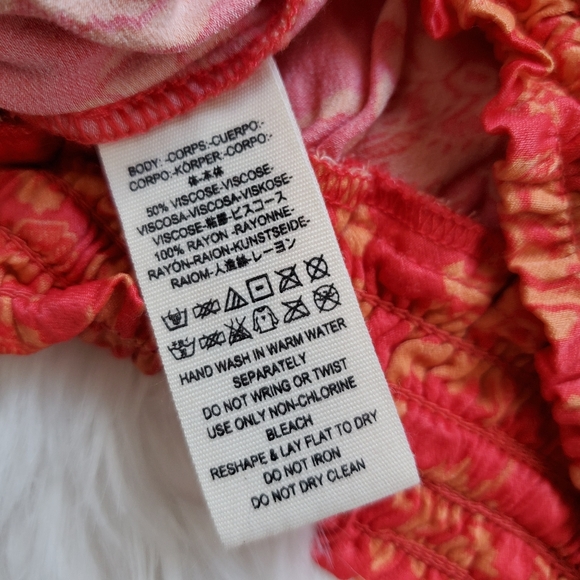 BODY: -CORPS:-CUERPO:-
CORPO:-KÖRPER -CORPO:-
体-本体
50% VISCOSE-VISCOSE.
VISCOSA-VISCOSA-VISKOSE-
VISCOSE-粘膠-ビスコース
100% RAYON -RAYONNE-
RAYÓN-RAION-KUNSTSEIDE-
RAIOM-人造絲-レーヨン
HAND WASH IN WARM WATER
SEPARATELY
DO NOT WRING OR TWIST
USE ONLY NON-CHLORINE
BLEACH
RESHAPE & LAY FLAT TO DRY
DO NOT IRON
DO NOT DRY CLEAN